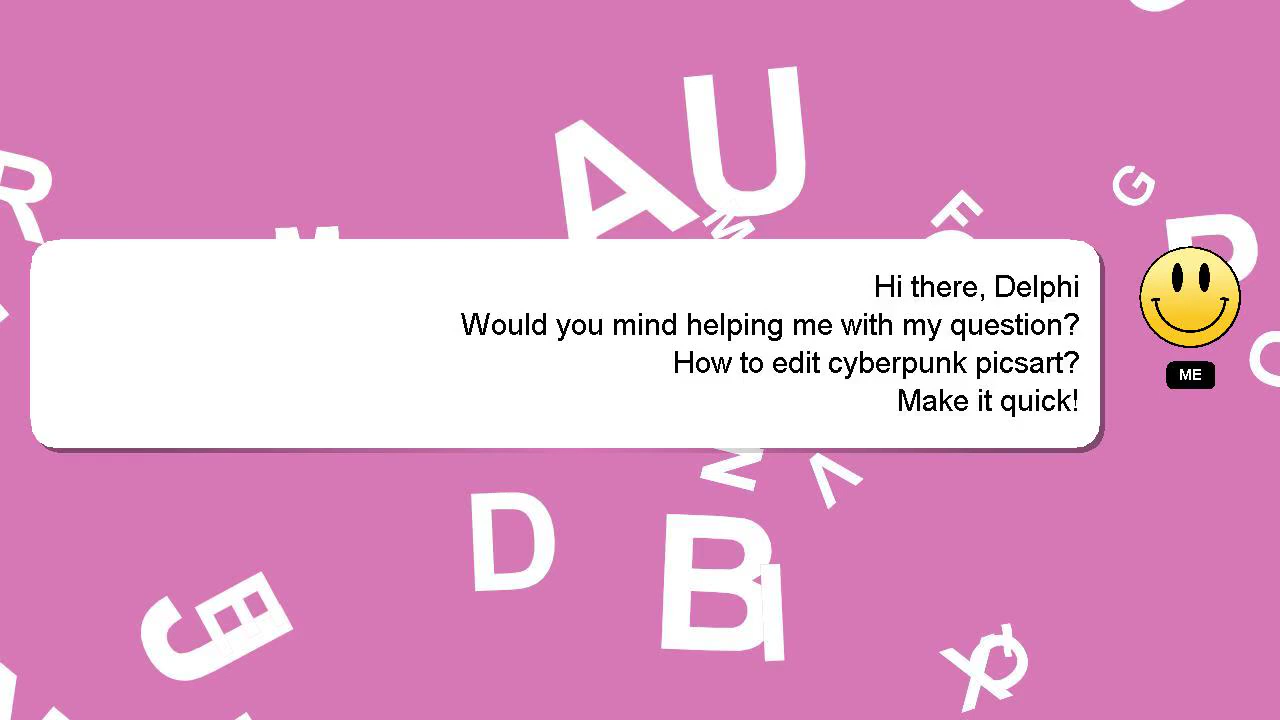 R
A
U
M
M
F
G
Hi there, Delphi
Would you mind helping me with my question?
How to edit cyberpunk picsart?
Make it quick!
ME
D
B
I
J
E
X
Q